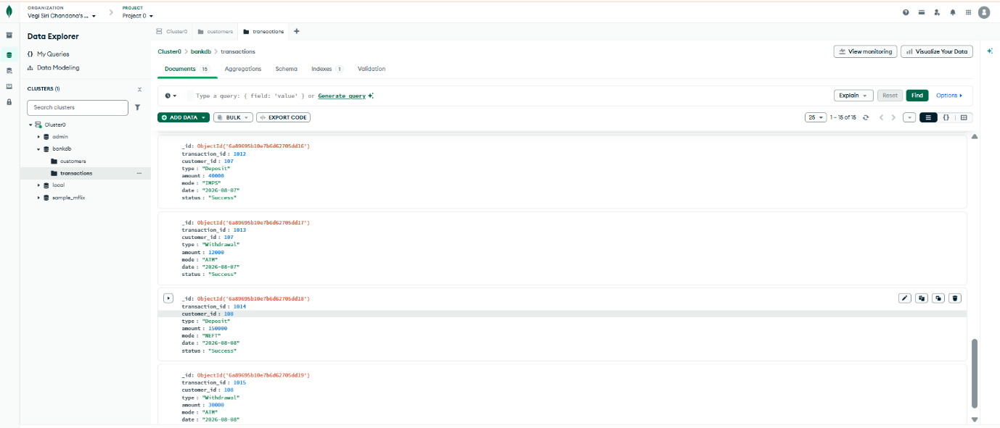 ORGANIZATION
Vegi Siri Chandana's ...
PROJECT
Project 0
Data Explorer
My Queries
Data Modeling
CLUSTERS (1)
Search clusters
Cluster0
admin
bankdb
customers
transactions
local
sample_mflix
Cluster0
customers
transactions
Cluster0 > bankdb > transactions
View monitoring
Visualize Your Data
Documents 15
Aggregations
Schema
Indexes 1
Validation
Type a query: { field: 'value' } or Generate query
Explain
Reset
Find
Options
ADD DATA
BULK
EXPORT CODE
25
1 – 15 of 15
_id: ObjectId('6a89695b10e7b6d62705dd16')
transaction_id : 1012
customer_id : 107
type : "Deposit"
amount : 40000
mode : "IMPS"
date : "2026-08-07"
status : "Success"
_id: ObjectId('6a89695b10e7b6d62705dd17')
transaction_id : 1013
customer_id : 107
type : "Withdrawal"
amount : 12000
mode : "ATM"
date : "2026-08-07"
status : "Success"
_id: ObjectId('6a89695b10e7b6d62705dd18')
transaction_id : 1014
customer_id : 108
type : "Deposit"
amount : 150000
mode : "NEFT"
date : "2026-08-08"
status : "Success"
_id: ObjectId('6a89695b10e7b6d62705dd19')
transaction_id : 1015
customer_id : 108
type : "Withdrawal"
amount : 30000
mode : "ATM"
date : "2026-08-08"